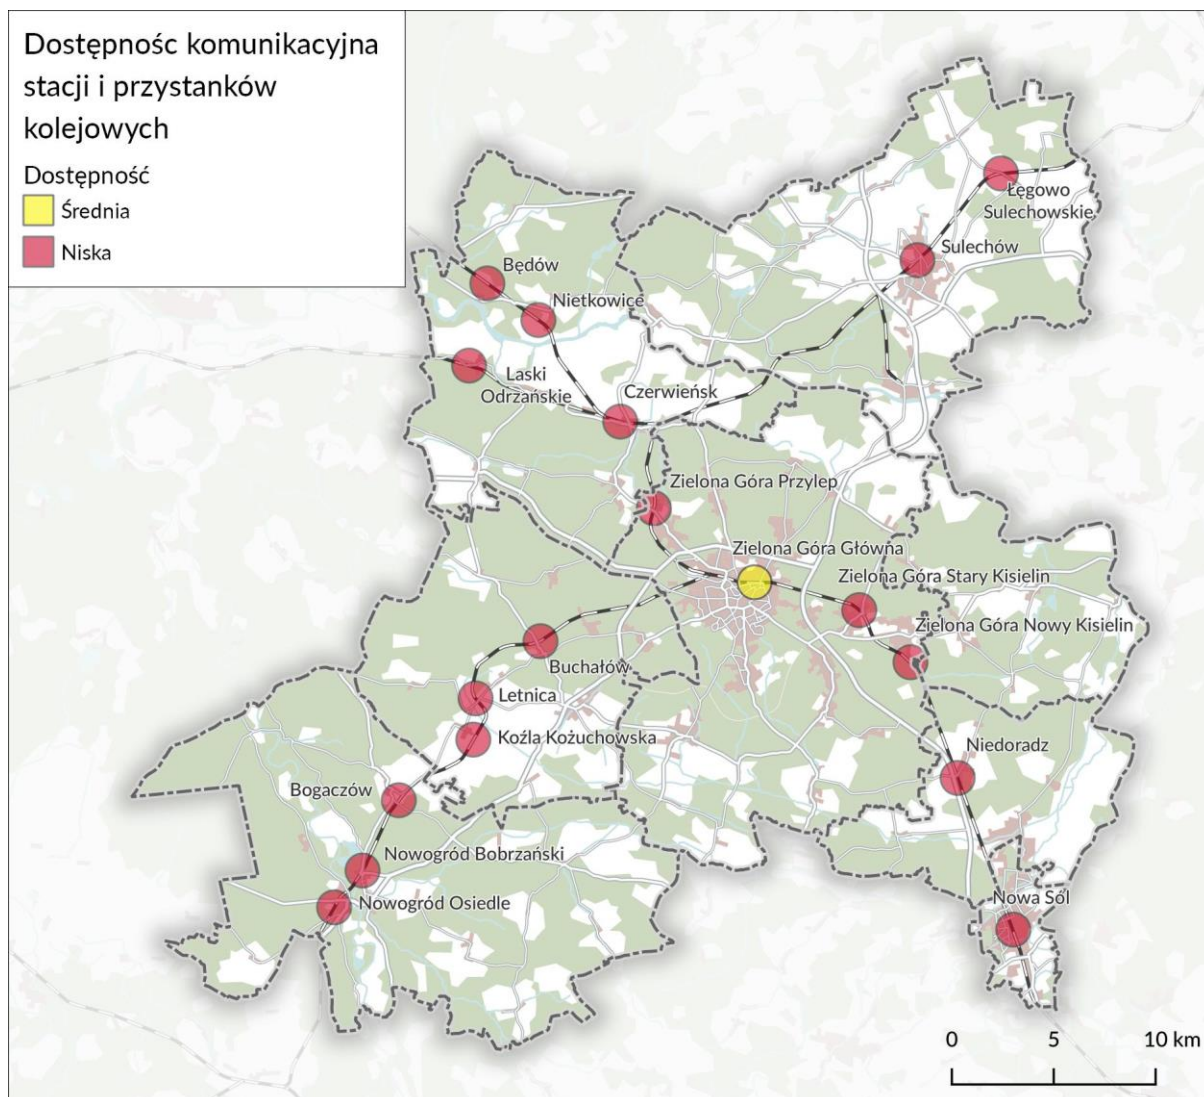 Dostępnośc komunikacyjna
stacji i przystanków
kolejowych
Dostępność
Średnia
Niska
Łęgowo
Sulechowskie
Sulechów
Będów
Nietkowice
Laski
Odrzańskie
Czerwieńsk
Zielona Góra Przylep
Zielona Góra Główna
Zielona Góra Stary Kisielin
Zielona Góra Nowy Kisielin
Buchałów
Letnica
Koźla Kożuchowska
Niedoradz
Bogaczów
Nowogród Bobrzański
Nowogród Osiedle
Nowa Sól
0 5 10 km